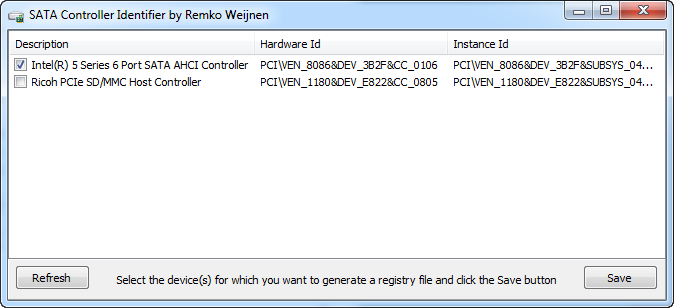 SATA Controller Identifier by Remko Weijnen
Description Hardware Id Instance Id
Intel(R) 5 Series 6 Port SATA AHCI Controller PCI\VEN_8086&DEV_3B2F&CC_0106 PCI\VEN_8086&DEV_3B2F&SUBSYS_04...
Ricoh PCIe SD/MMC Host Controller PCI\VEN_1180&DEV_E822&CC_0805 PCI\VEN_1180&DEV_E822&SUBSYS_04...
Refresh Select the device(s) for which you want to generate a registry file and click the Save button Save